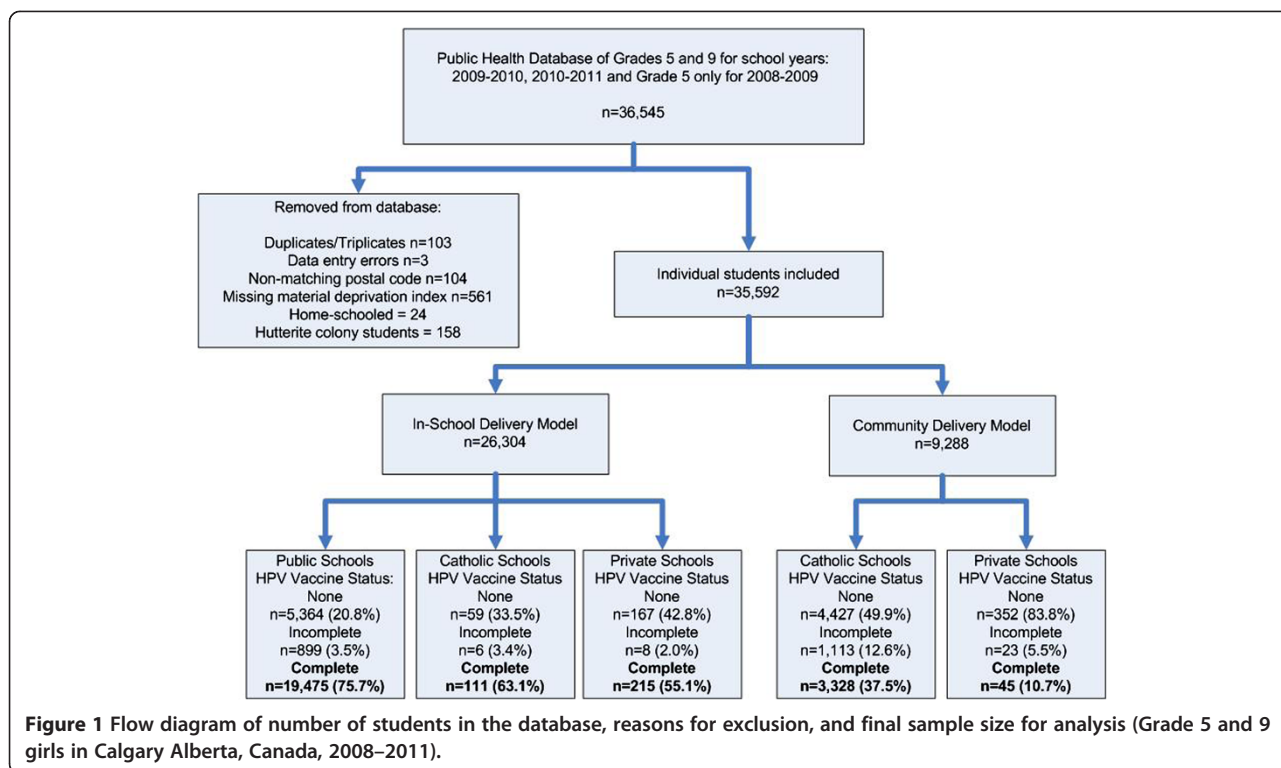 Public Health Database of Grades 5 and 9 for school years:
2009-2010, 2010-2011 and Grade 5 only for 2008-2009
n=36,545
Removed from database:
Duplicates/Triplicates n=103
Data entry errors n=3
Non-matching postal code n=104
Missing material deprivation index n=561
Home-schooled = 24
Hutterite colony students = 158
Individual students included
n=35,592
In-School Delivery Model
n=26,304
Community Delivery Model
n=9,288
Public Schools
HPV Vaccine Status:
None
n=5,364 (20.8%)
Incomplete
n=899 (3.5%)
Complete
n=19,475 (75.7%)
Catholic Schools
HPV Vaccine Status
None
n=59 (33.5%)
Incomplete
n=6 (3.4%)
Complete
n=111 (63.1%)
Private Schools
HPV Vaccine Status
None
n=167 (42.8%)
Incomplete
n=8 (2.0%)
Complete
n=215 (55.1%)
Catholic Schools
HPV Vaccine Status
None
n=4,427 (49.9%)
Incomplete
n=1,113 (12.6%)
Complete
n=3,328 (37.5%)
Private Schools
HPV Vaccine Status
None
n=352 (83.8%)
Incomplete
n=23 (5.5%)
Complete
n=45 (10.7%)
Figure 1 Flow diagram of number of students in the database, reasons for exclusion, and final sample size for analysis (Grade 5 and 9
girls in Calgary Alberta, Canada, 2008–2011).